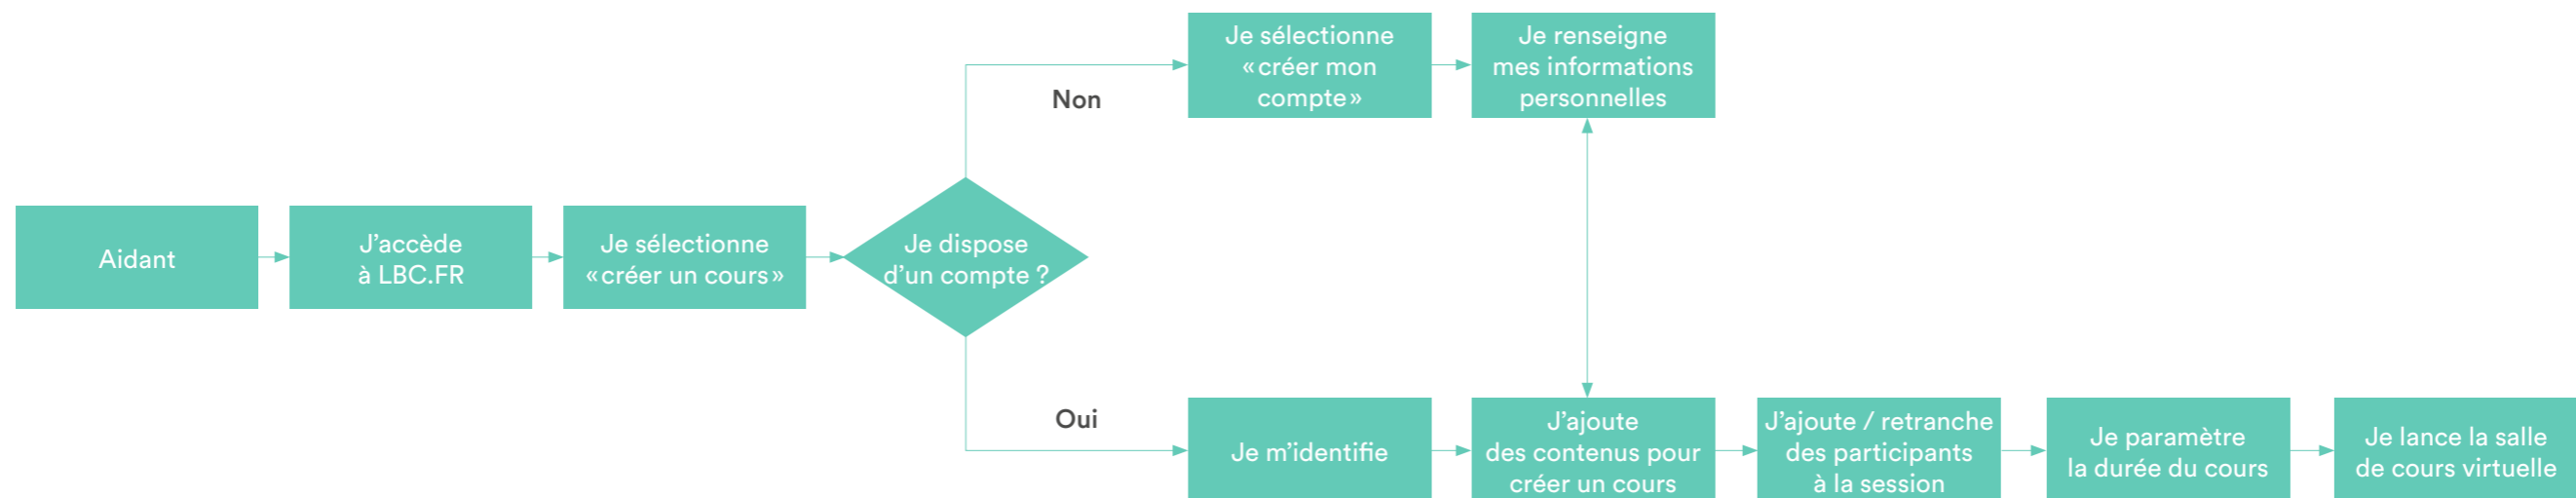 Aidant
J’accède
à LBC.FR
Je sélectionne
«créer un cours»
Je dispose
d’un compte ?
Non
Je sélectionne
«créer mon
compte»
Je renseigne
mes informations
personnelles
Oui
Je m’identifie
J’ajoute
des contenus pour
créer un cours
J’ajoute / retranche
des participants
à la session
Je paramètre
la durée du cours
Je lance la salle
de cours virtuelle